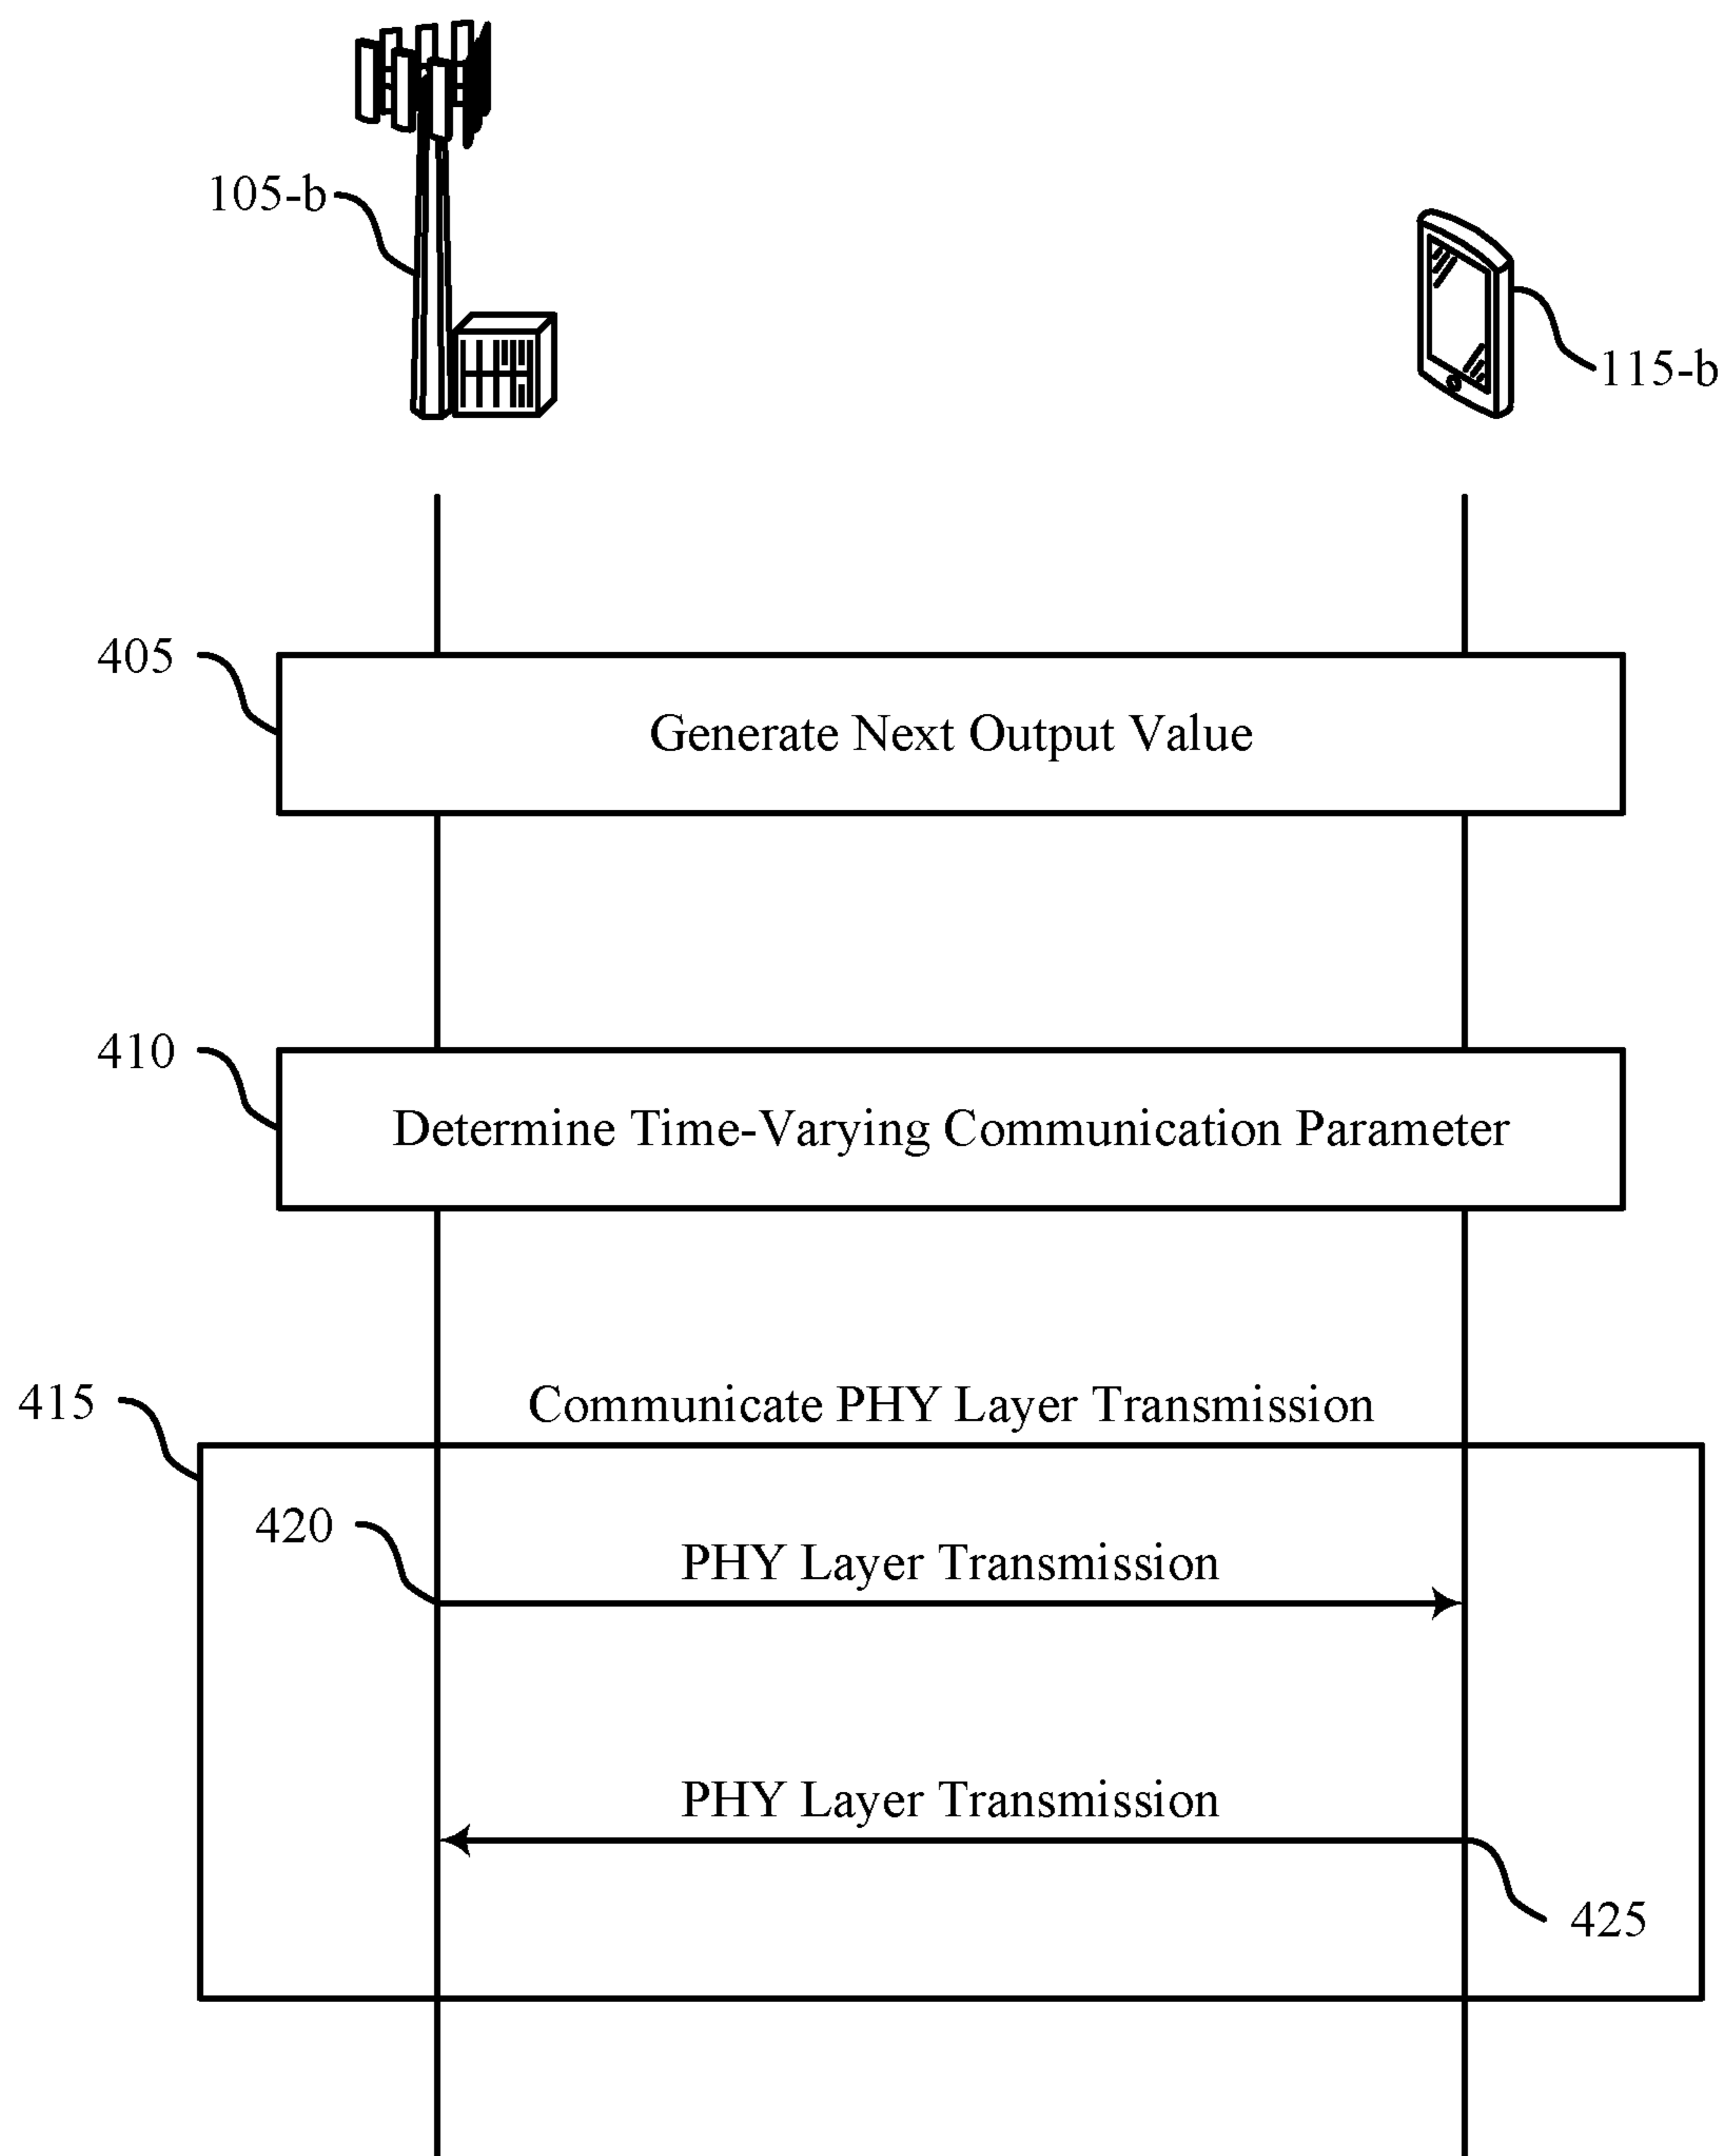 105-b
115-b
405
Generate Next Output Value
410
Determine Time-Varying Communication Parameter
415
Communicate PHY Layer Transmission
420
PHY Layer Transmission
PHY Layer Transmission
425